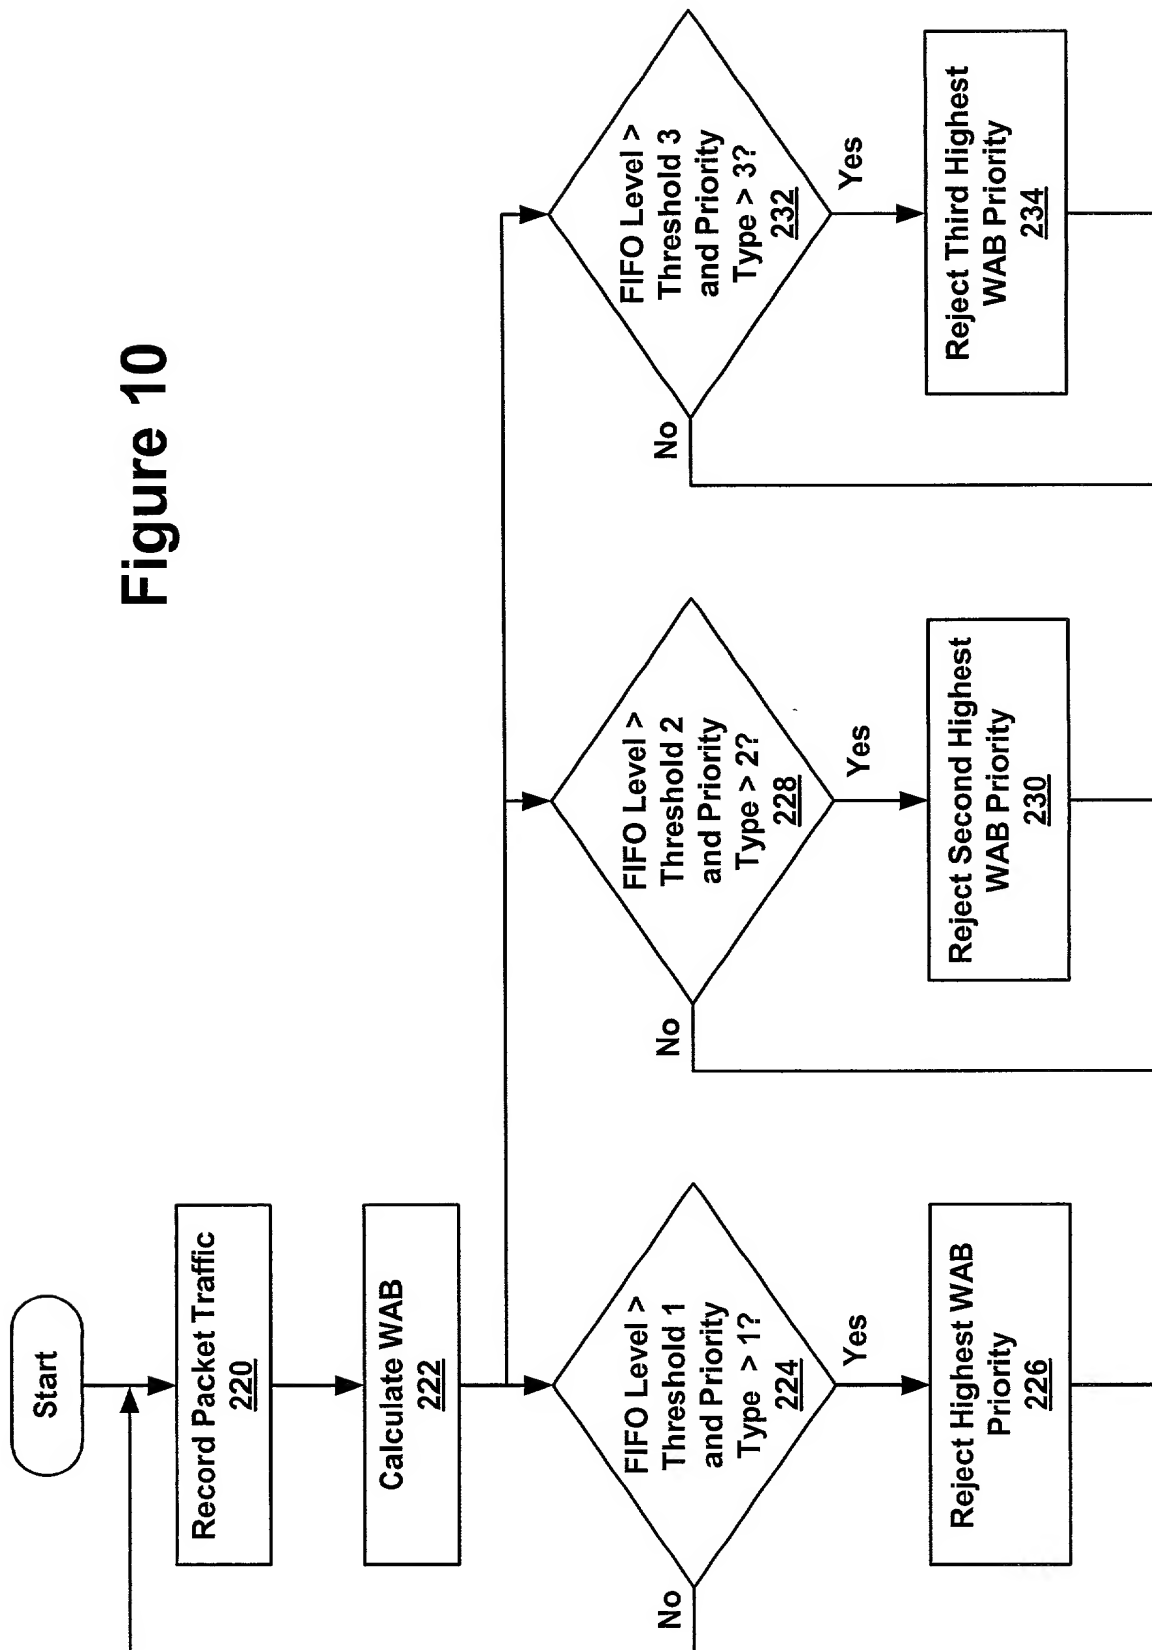 Figure 10
Start
Record Packet Traffic
220
Calculate WAB
222
FIFO Level >
Threshold 1
and Priority
Type > 1?
224
No
Yes
Reject Highest WAB
Priority
226
FIFO Level >
Threshold 2
and Priority
Type > 2?
228
No
Yes
Reject Second Highest
WAB Priority
230
FIFO Level >
Threshold 3
and Priority
Type > 3?
232
No
Yes
Reject Third Highest
WAB Priority
234